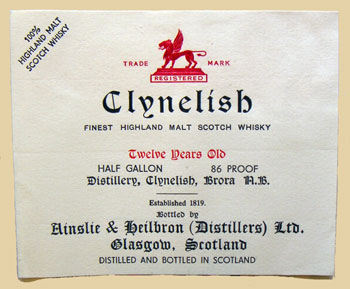 100%
HIGHLAND MALT
SCOTCH WHISKY
TRADE MARK
REGISTERED
Clynelish
FINEST HIGHLAND MALT SCOTCH WHISKY
Twelve Years Old
HALF GALLON 86 PROOF
Distillery, Clynelish, Brora N.B.
Established 1819.
Bottled by
Ainslie & Heilbron (Distillers) Ltd.
Glasgow, Scotland
DISTILLED AND BOTTLED IN SCOTLAND